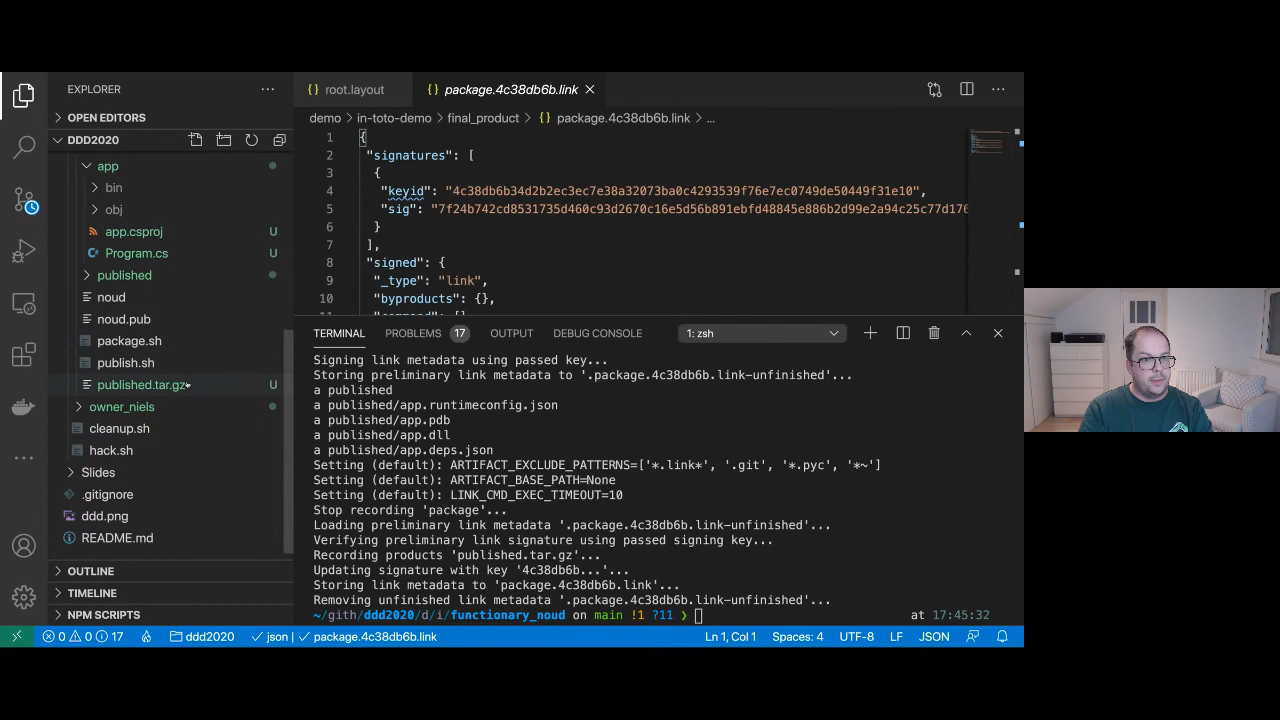 EXPLORER
OPEN EDITORS
DDD2020
app
bin
obj
app.csproj U
Program.cs U
published
noud
noud.pub
package.sh
publish.sh
published.tar.gz U
owner_niels
cleanup.sh
hack.sh
Slides
.gitignore
ddd.png
README.md
OUTLINE
TIMELINE
NPM SCRIPTS
{} root.layout {} package.4c38db6b.link
demo > in-toto-demo > final_product > {} package.4c38db6b.link > ...
1 {
2 "signatures": [
3 {
4 "keyid": "4c38db6b34d2b2ec3ec7e38a32073ba0c4293539f76e7ec0749de50449f31e10",
5 "sig": "7f24b742cd8531735d460c93d2670c16e5d56b891ebfd48845e886b2d99e2a94c25c77d176
6 }
7 ],
8 "signed": {
9 "_type": "link",
10 "byproducts": {},
TERMINAL PROBLEMS 17 OUTPUT DEBUG CONSOLE 1: zsh
Signing link metadata using passed key...
Storing preliminary link metadata to '.package.4c38db6b.link-unfinished'...
a published
a published/app.runtimeconfig.json
a published/app.pdb
a published/app.dll
a published/app.deps.json
Setting (default): ARTIFACT_EXCLUDE_PATTERNS=['*.link*', '.git', '*.pyc', '*~']
Setting (default): ARTIFACT_BASE_PATH=None
Setting (default): LINK_CMD_EXEC_TIMEOUT=10
Stop recording 'package'...
Loading preliminary link metadata '.package.4c38db6b.link-unfinished'...
Verifying preliminary link signature using passed signing key...
Recording products 'published.tar.gz'...
Updating signature with key '4c38db6b...'...
Storing link metadata to 'package.4c38db6b.link'...
Removing unfinished link metadata '.package.4c38db6b.link-unfinished'...
~/gith/ddd2020/d/i/functionary_noud on main !1 ?11 ❯ at 17:45:32
0 0 17 ddd2020 json | package.4c38db6b.link Ln 1, Col 1 Spaces: 4 UTF-8 LF JSON